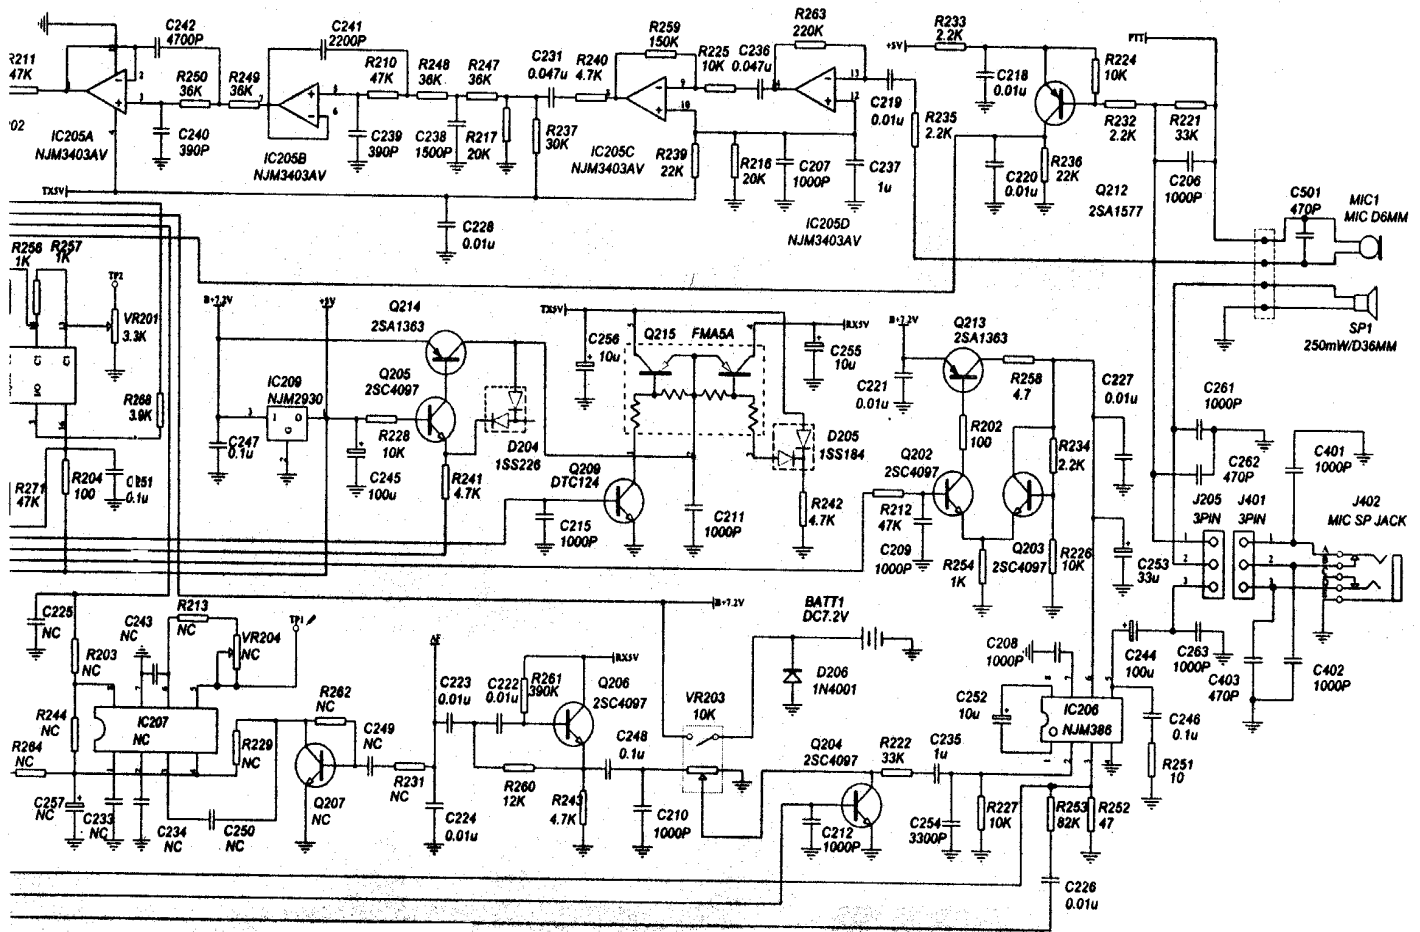 R211
47K
C242
4700P
R250
36K
R249
36K
C240
390P
IC205A
NJM3403AV
C241
2200P
IC205B
NJM3403AV
R210
47K
R248
36K
R247
36K
C239
390P
C238
1500P
R217
20K
C231
0.047u
R240
4.7K
R237
30K
R259
150K
R225
10K
C236
0.047u
IC205C
NJM3403AV
R239
22K
R263
220K
R216
20K
C207
1000P
C237
1u
IC205D
NJM3403AV
C219
0.01u
R235
2.2K
+5V
R233
2.2K
C218
0.01u
C220
0.01u
R236
22K
Q212
2SA1577
R224
10K
R232
2.2K
R221
33K
C206
1000P
PTT
C501
470P
MIC1
MIC D6MM
SP1
250mW/D36MM
TX5V
C228
0.01u
R256
1K
R257
1K
TP2
VR201
3.3K
R268
3.9K
R204
100
C251
0.1u
R271
47K
B+7.2V
+5V
IC209
NJM2930
C247
0.1u
C245
100u
R228
10K
Q214
2SA1363
Q205
2SC4097
R241
4.7K
D204
1SS226
TX5V
C256
10u
Q215
FMA5A
RX5V
C255
10u
Q209
DTC124
C215
1000P
C211
1000P
D205
1SS184
R242
4.7K
B+7.2V
C221
0.01u
Q213
2SA1363
R258
4.7
R202
100
Q202
2SC4097
R212
47K
C209
1000P
R254
1K
Q203
2SC4097
R234
2.2K
R226
10K
C227
0.01u
C253
33u
C261
1000P
C262
470P
C401
1000P
J205
3PIN
J401
3PIN
J402
MIC SP JACK
C225
NC
R203
NC
R244
NC
R264
NC
C257
NC
C233
NC
C234
NC
C250
NC
C243
NC
R213
NC
VR204
NC
TP1
IC207
NC
R229
NC
R262
NC
Q207
NC
C249
NC
R231
NC
AF
C223
0.01u
C222
0.01u
C224
0.01u
R261
390K
RX5V
Q206
2SC4097
R260
12K
R243
4.7K
C248
0.1u
C210
1000P
VR203
10K
B+7.2V
BATT1
DC7.2V
D206
1N4001
Q204
2SC4097
C212
1000P
R222
33K
C235
1u
C254
3300P
R227
10K
C252
10u
C208
1000P
IC206
NJM386
R253
82K
R252
47
C226
0.01u
C244
100u
C263
1000P
C246
0.1u
R251
10
C403
470P
C402
1000P